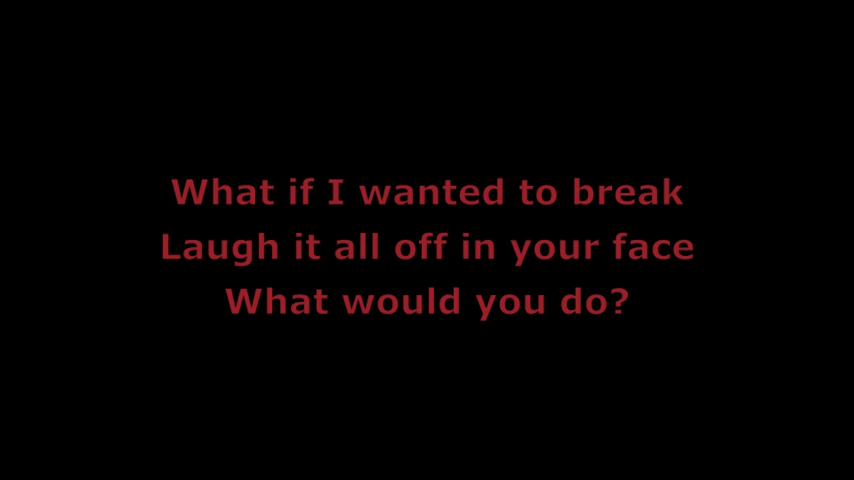 What if I wanted to break
Laugh it all off in your face
What would you do?